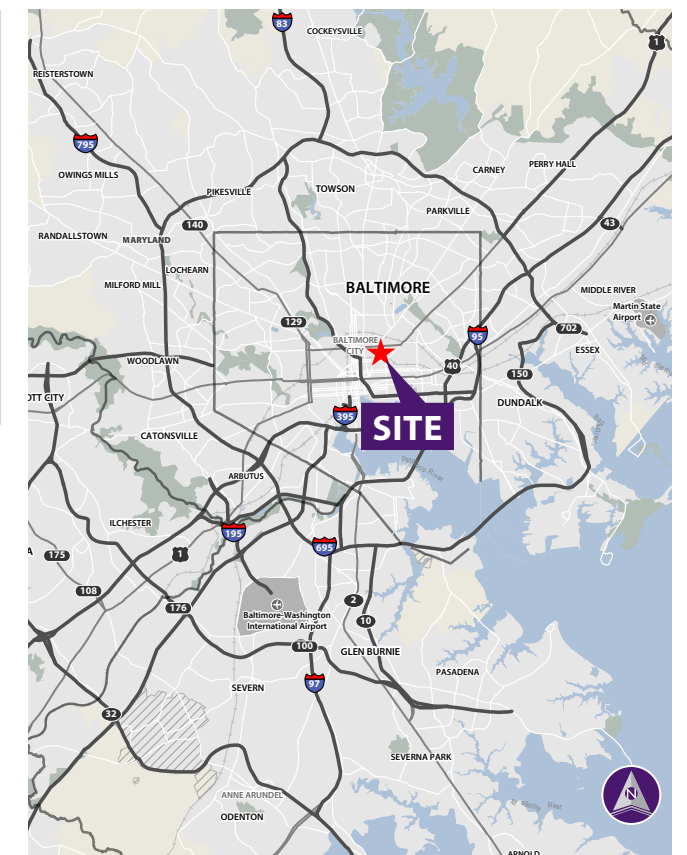 83
COCKEYSVILLE
1
REISTERSTOWN
795
OWINGS MILLS
CARNEY
PERRY HALL
PIKESVILLE
TOWSON
PARKVILLE
140
43
RANDALLSTOWN
MARYLAND
LOCHEARN
MILFORD MILL
BALTIMORE
MIDDLE RIVER
Martin State
Airport
129
702
95
BALTIMORE
CITY
ESSEX
WOODLAWN
40
150
OTT CITY
DUNDALK
395
SITE
CATONSVILLE
ARBUTUS
River
ILCHESTER
195
695
1
A
175
108
176
2
10
Baltimore-Washington
International Airport
100
GLEN BURNIE
PASADENA
SEVERN
97
32
SEVERNA PARK
N
ANNE ARUNDEL
River
ODENTON
ARNOLD